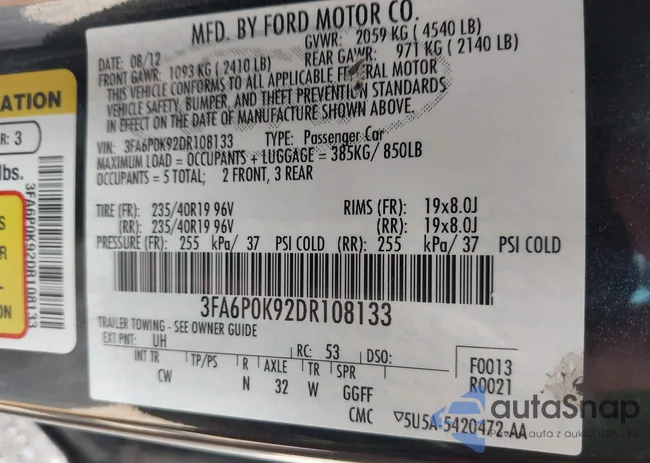 MFD. BY FORD MOTOR CO.
DATE: 08/12
GVWR: 2059 KG ( 4540 LB)
FRONT GAWR: 1093 KG ( 2410 LB)
REAR GAWR: 971 KG ( 2140 LB)
THIS VEHICLE CONFORMS TO ALL APPLICABLE FEDERAL MOTOR
VEHICLE SAFETY, BUMPER, AND THEFT PREVENTION STANDARDS
IN EFFECT ON THE DATE OF MANUFACTURE SHOWN ABOVE.
VIN: 3FA6P0K92DR108133 TYPE: Passenger Car
MAXIMUM LOAD = OCCUPANTS + LUGGAGE = 385KG/ 850LB
OCCUPANTS = 5 TOTAL; 2 FRONT, 3 REAR
TIRE (FR): 235/40R19 96V RIMS (FR): 19x8.0J
(RR): 235/40R19 96V (RR): 19x8.0J
PRESSURE (FR): 255 kPa/ 37 PSI COLD (RR): 255 kPa/ 37 PSI COLD
3FA6P0K92DR108133
TRAILER TOWING - SEE OWNER GUIDE
EXT PNT: UH RC: 53 DSO:
F0013
R0021
INT TR TP/PS R AXLE TR SPR
CW N 32 W GGFF
CMC ▽5U5A-5420472-AA
ATION
R: 3
lbs.
3FA6P0K92DR108133
S
R
L
ON
autaSnap
Pewne auta z aukcji USA - EU